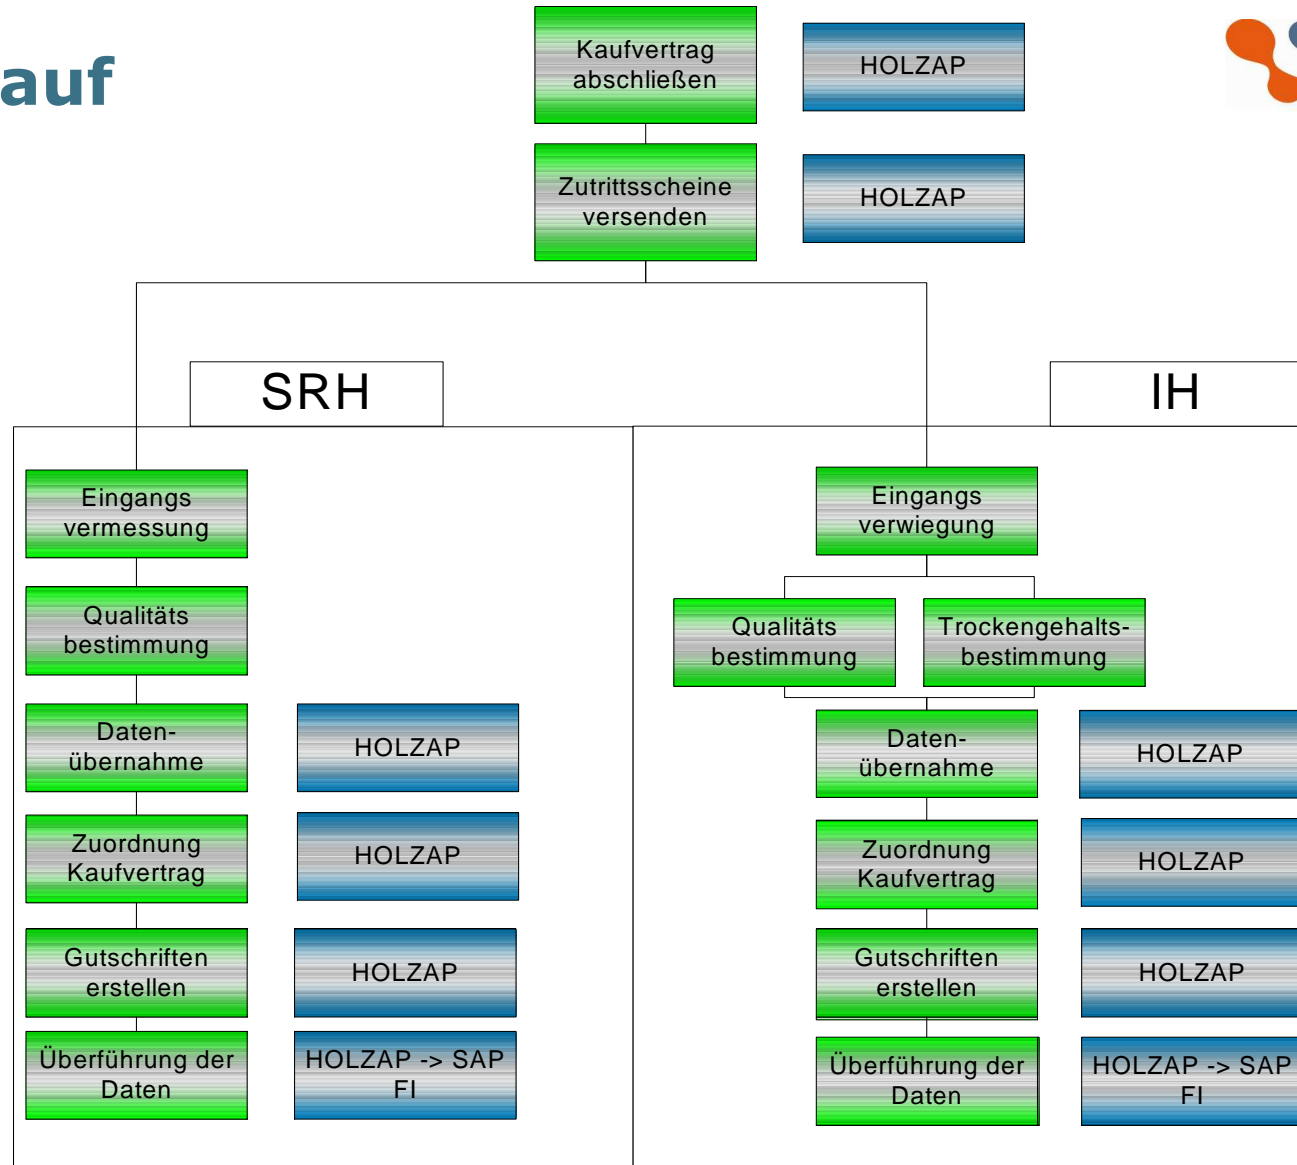 auf
Kaufvertrag
abschließen
HOLZAP
Zutrittsscheine
versenden
HOLZAP
SRH
IH
Eingangs
vermessung
Qualitäts
bestimmung
Daten-
übernahme
HOLZAP
Zuordnung
Kaufvertrag
HOLZAP
Gutschriften
erstellen
HOLZAP
Überführung der
Daten
HOLZAP -> SAP
FI
Eingangs
verwiegung
Qualitäts
bestimmung
Trockengehalts-
bestimmung
Daten-
übernahme
HOLZAP
Zuordnung
Kaufvertrag
HOLZAP
Gutschriften
erstellen
HOLZAP
Überführung der
Daten
HOLZAP -> SAP
FI